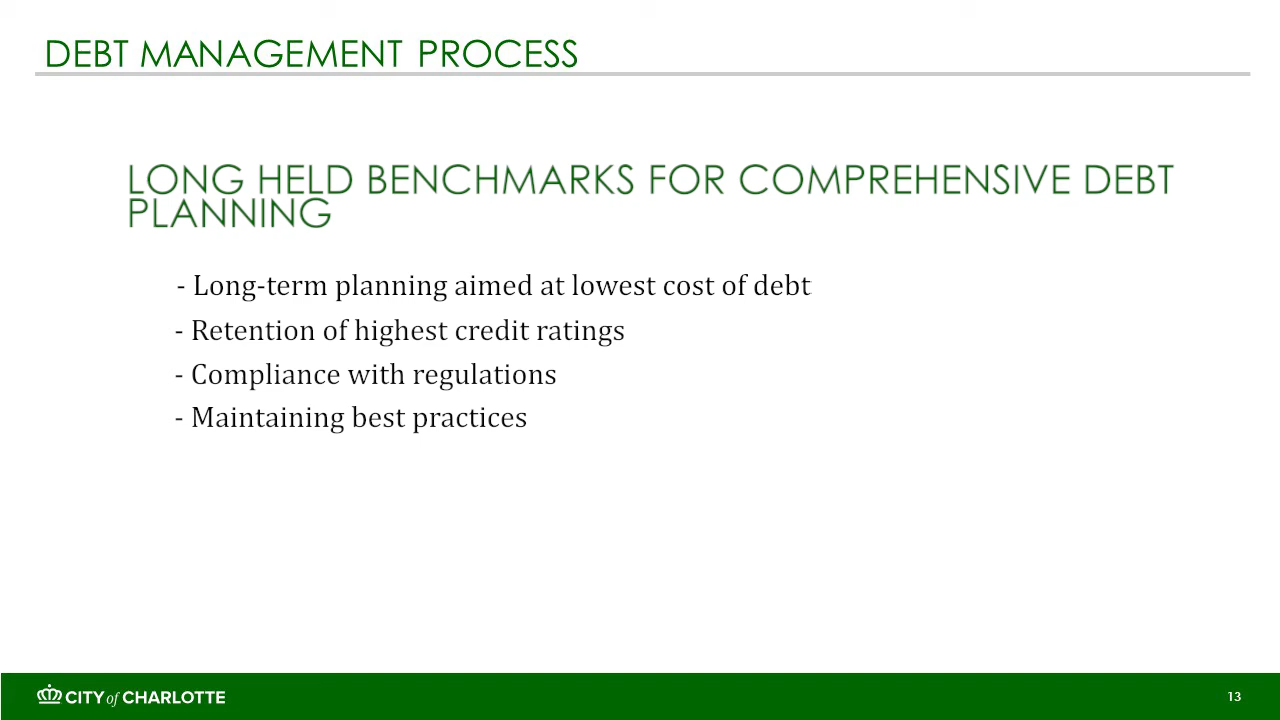 DEBT MANAGEMENT PROCESS
LONG HELD BENCHMARKS FOR COMPREHENSIVE DEBT
PLANNING
- Long-term planning aimed at lowest cost of debt
- Retention of highest credit ratings
- Compliance with regulations
- Maintaining best practices
CITY of CHARLOTTE
13